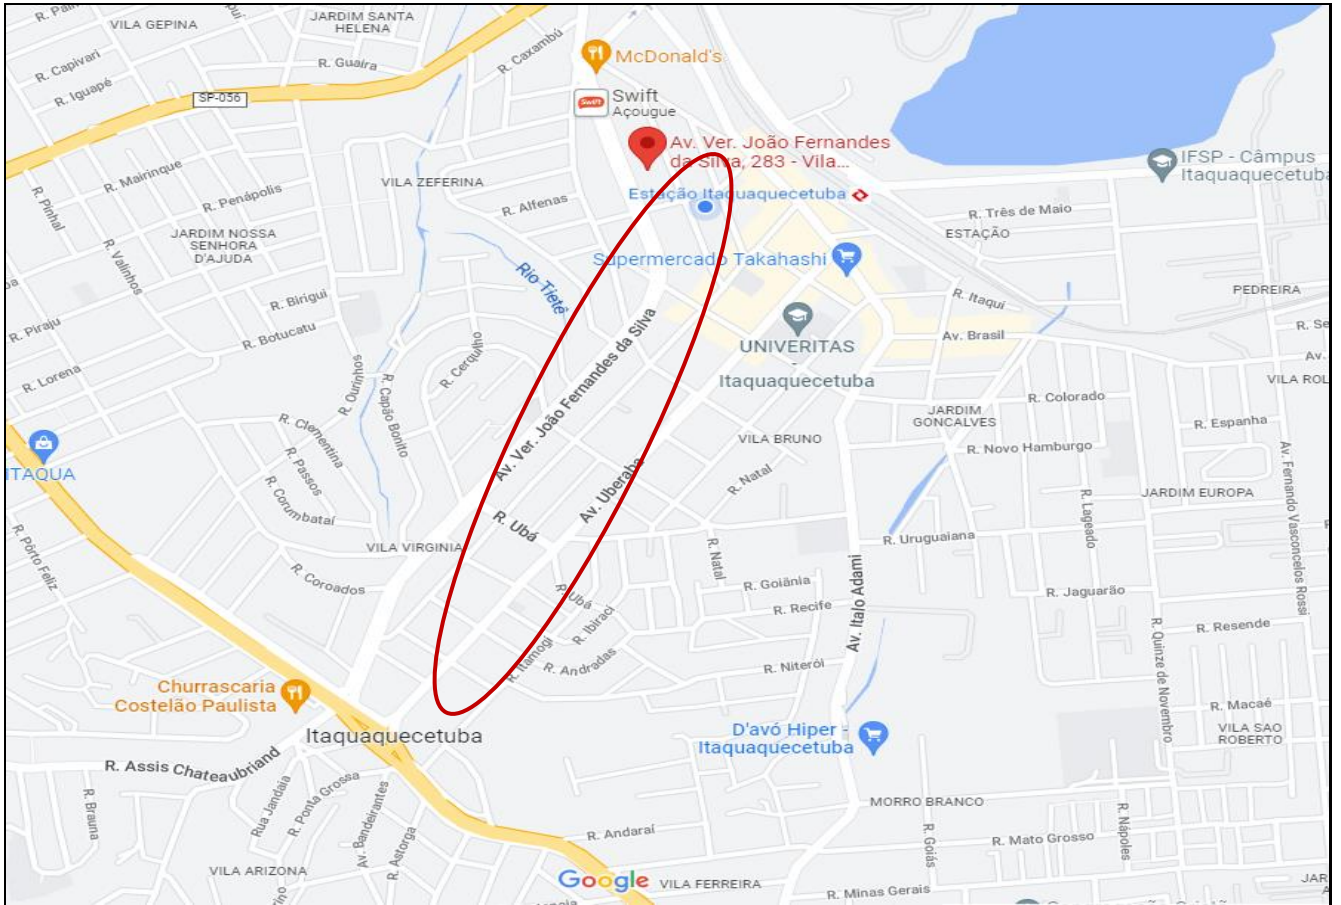 VILA GEPINA
JARDIM SANTA
HELENA
R. Caxambú
McDonald's
R. Capivari
R. Guaíra
R. Iguapé
SP-056
Swift
Swift
Açougue
Av. Ver. João Fernandes
da Silva, 283 - Vila...
IFSP - Câmpus
Itaquaquecetuba
R. Mairinque
VILA ZEFERINA
Estação Itaquaquecetuba
R. Pinhal
R. Penápolis
R. Alfenas
R. Três de Maio
ESTAÇÃO
JARDIM NOSSA
SENHORA
D'AJUDA
R. Valinhos
Supermercado Takahashi
Rio Tietê
R. Itaqui
PEDREIRA
R. Birigui
R. Piraju
R. Botucatu
R. Se
Av. Brasil
UNIVERITAS
-
Itaquaquecetuba
Av.
R. Cerquilho
Av. Ver. João Fernandes da Silva
R. Lorena
R. Ourinhos
R. Capão Bonito
VILA ROL
R. Colorado
JARDIM
GONCALVES
R. Clementina
R. Espanha
ITAQUA
VILA BRUNO
R. Novo Hamburgo
R. Passos
Av. Uberaba
R. Natal
R. Corumbataí
R. Lageado
JARDIM EUROPA
Av. Fernando Vasconcelos Rossi
R. Ubá
R. Pôrto Feliz
VILA VIRGINIA
R. Uruguaiana
R. Natal
R. Coroados
R. Goiânia
Av. Italo Adami
R. Jaguarão
R. Ubá
R. Recife
R. Ibiraci
R. Resende
R. Itamogi
R. Quinze de Novembro
R. Andradas
R. Niterói
Churrascaria
Costelão Paulista
R. Macaé
Itaquaquecetuba
D'avó Hiper -
Itaquaquecetuba
VILA SAO
ROBERTO
R. Assis Chateaubriand
R. Brauna
Rua Jandaia
R. Ponta Grossa
Av. Bandeirantes
R. Astorga
MORRO BRANCO
R. Andaraí
R. Goiás
R. Mato Grosso
R. Nápoles
VILA ARIZONA
Google
VILA FERREIRA
R. Minas Gerais
JAR